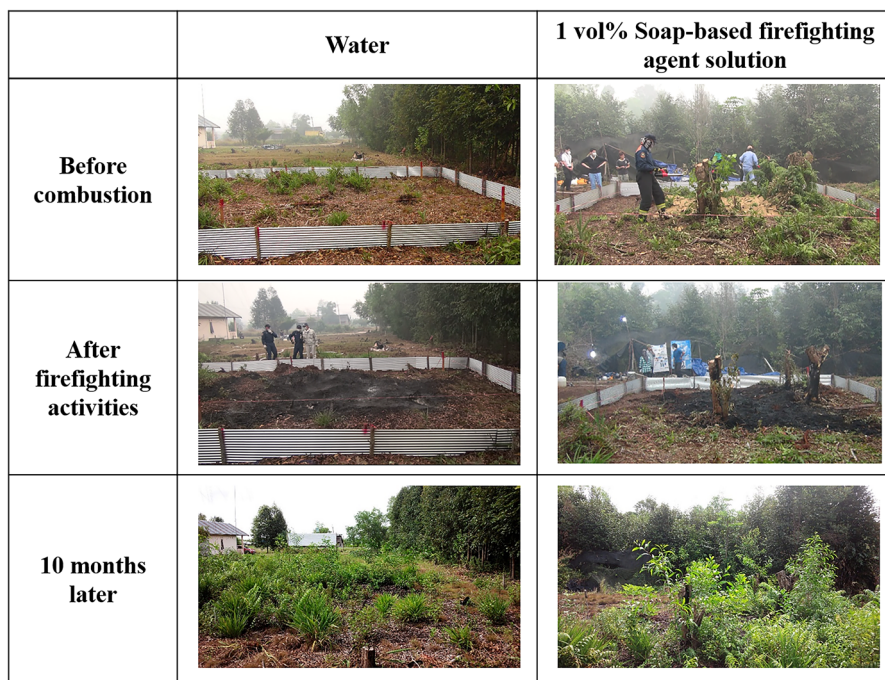 Water
1 vol% Soap-based firefighting
agent solution
Before
combustion
After
firefighting
activities
10 months
later